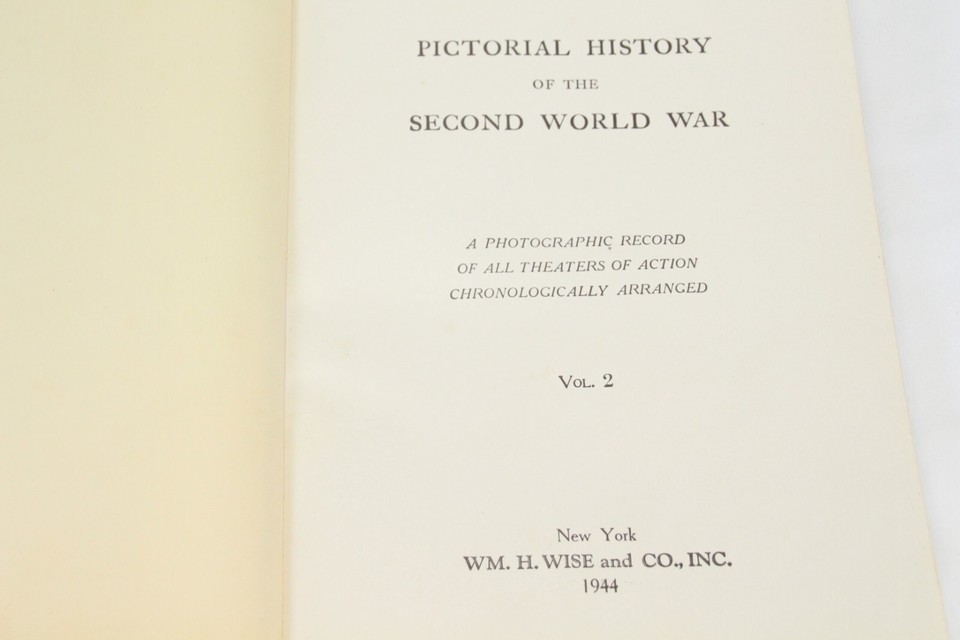 PICTORIAL HISTORY
OF THE
SECOND WORLD WAR
A PHOTOGRAPHIC RECORD
OF ALL THEATERS OF ACTION
CHRONOLOGICALLY ARRANGED
VOL. 2
New York
WM. H. WISE and CO., INC.
1944